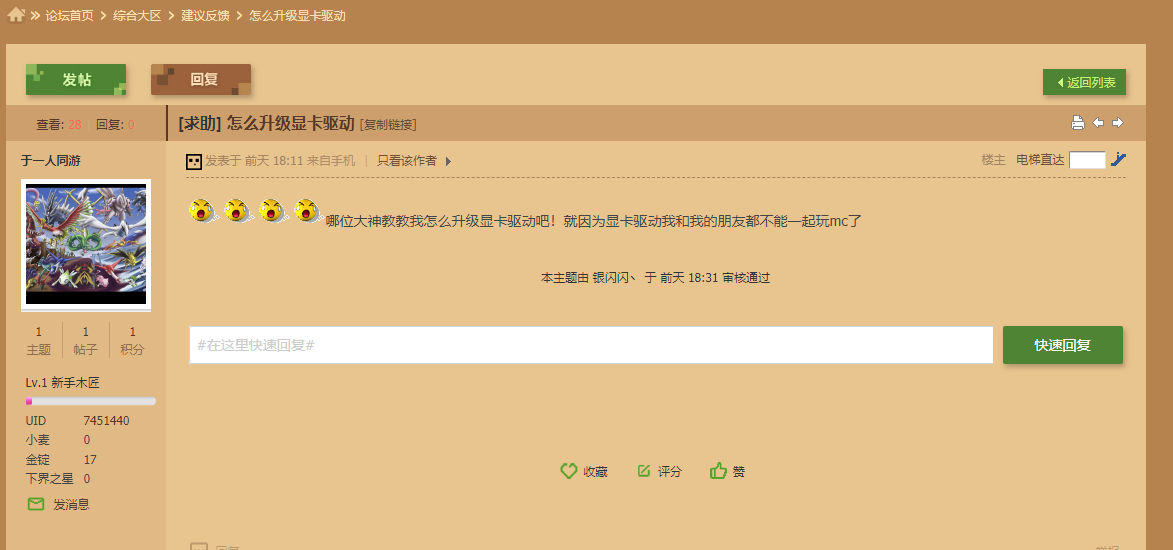 论坛首页 > 综合大区 > 建议反馈 > 怎么升级显卡驱动
发帖
回复
返回列表
查看: 28 | 回复: 0
[求助] 怎么升级显卡驱动 [复制链接]
于一人同游
发表于 前天 18:11 来自手机 | 只看该作者
楼主 电梯直达
哪位大神教教我怎么升级显卡驱动吧！就因为显卡驱动我和我的朋友都不能一起玩mc了
本主题由 银闪闪丶 于 前天 18:31 审核通过
1 1 1
主题 帖子 积分
#在这里快速回复#
快速回复
Lv.1 新手木匠
UID 7451440
小麦 0
金锭 17
下界之星 0
发消息
收藏 评分 赞
回复
举报